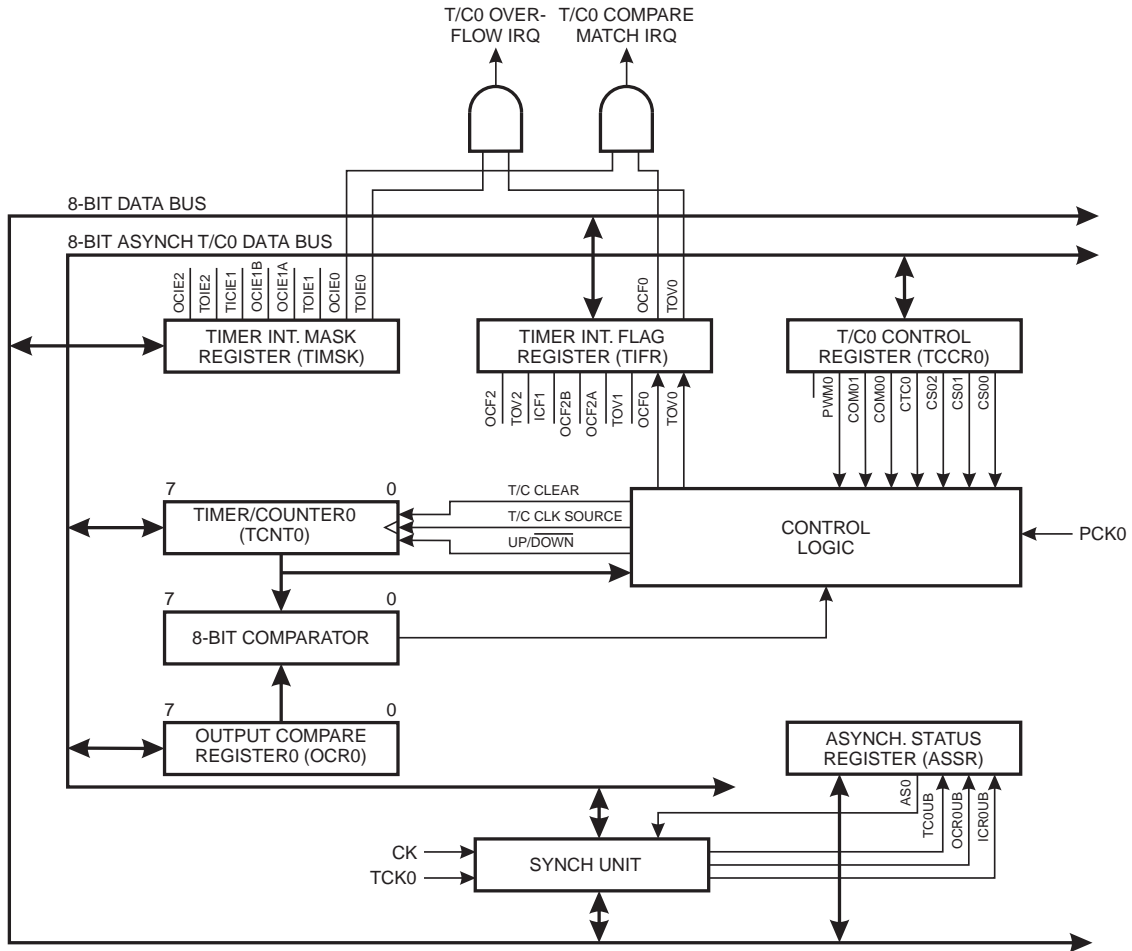 T/C0 OVER-
FLOW IRQ
T/C0 COMPARE
MATCH IRQ
8-BIT DATA BUS
8-BIT ASYNCH T/C0 DATA BUS
OCIE2
TOIE2
TICIE1
OCIE1B
OCIE1A
TOIE1
OCIE0
TOIE0
OCF0
TOV0
TIMER INT. MASK
REGISTER (TIMSK)
TIMER INT. FLAG
REGISTER (TIFR)
T/C0 CONTROL
REGISTER (TCCR0)
OCF2
TOV2
ICF1
OCF2B
OCF2A
TOV1
OCF0
TOV0
PWM0
COM01
COM00
CTC0
CS02
CS01
CS00
7
0
TIMER/COUNTER0
(TCNT0)
T/C CLEAR
T/C CLK SOURCE
UP/DOWN
CONTROL
LOGIC
PCK0
7
0
8-BIT COMPARATOR
7
0
OUTPUT COMPARE
REGISTER0 (OCR0)
ASYNCH. STATUS
REGISTER (ASSR)
AS0
TC0UB
OCR0UB
ICR0UB
CK
TCK0
SYNCH UNIT